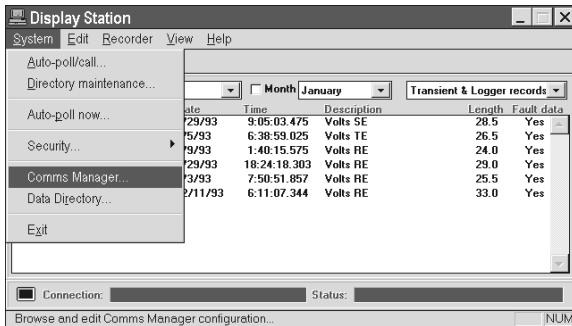 Display Station
System Edit Recorder View Help
Auto-poll/call...
Directory maintenance...
Auto-poll now...
Security...
Comms Manager...
Data Directory...
Exit
Month January Transient & Logger records
ate Time Description Length Fault data
/29/93 9:05:03.475 Volts SE 28.5 Yes
/5/93 6:38:59.025 Volts TE 26.5 Yes
/9/93 1:40:15.575 Volts RE 24.0 Yes
/29/93 18:24:18.303 Volts RE 29.0 Yes
/3/93 7:50:51.857 Volts RE 25.5 Yes
2/11/93 6:11:07.344 Volts RE 33.0 Yes
Connection: Status:
Browse and edit Comms Manager configuration... NUM